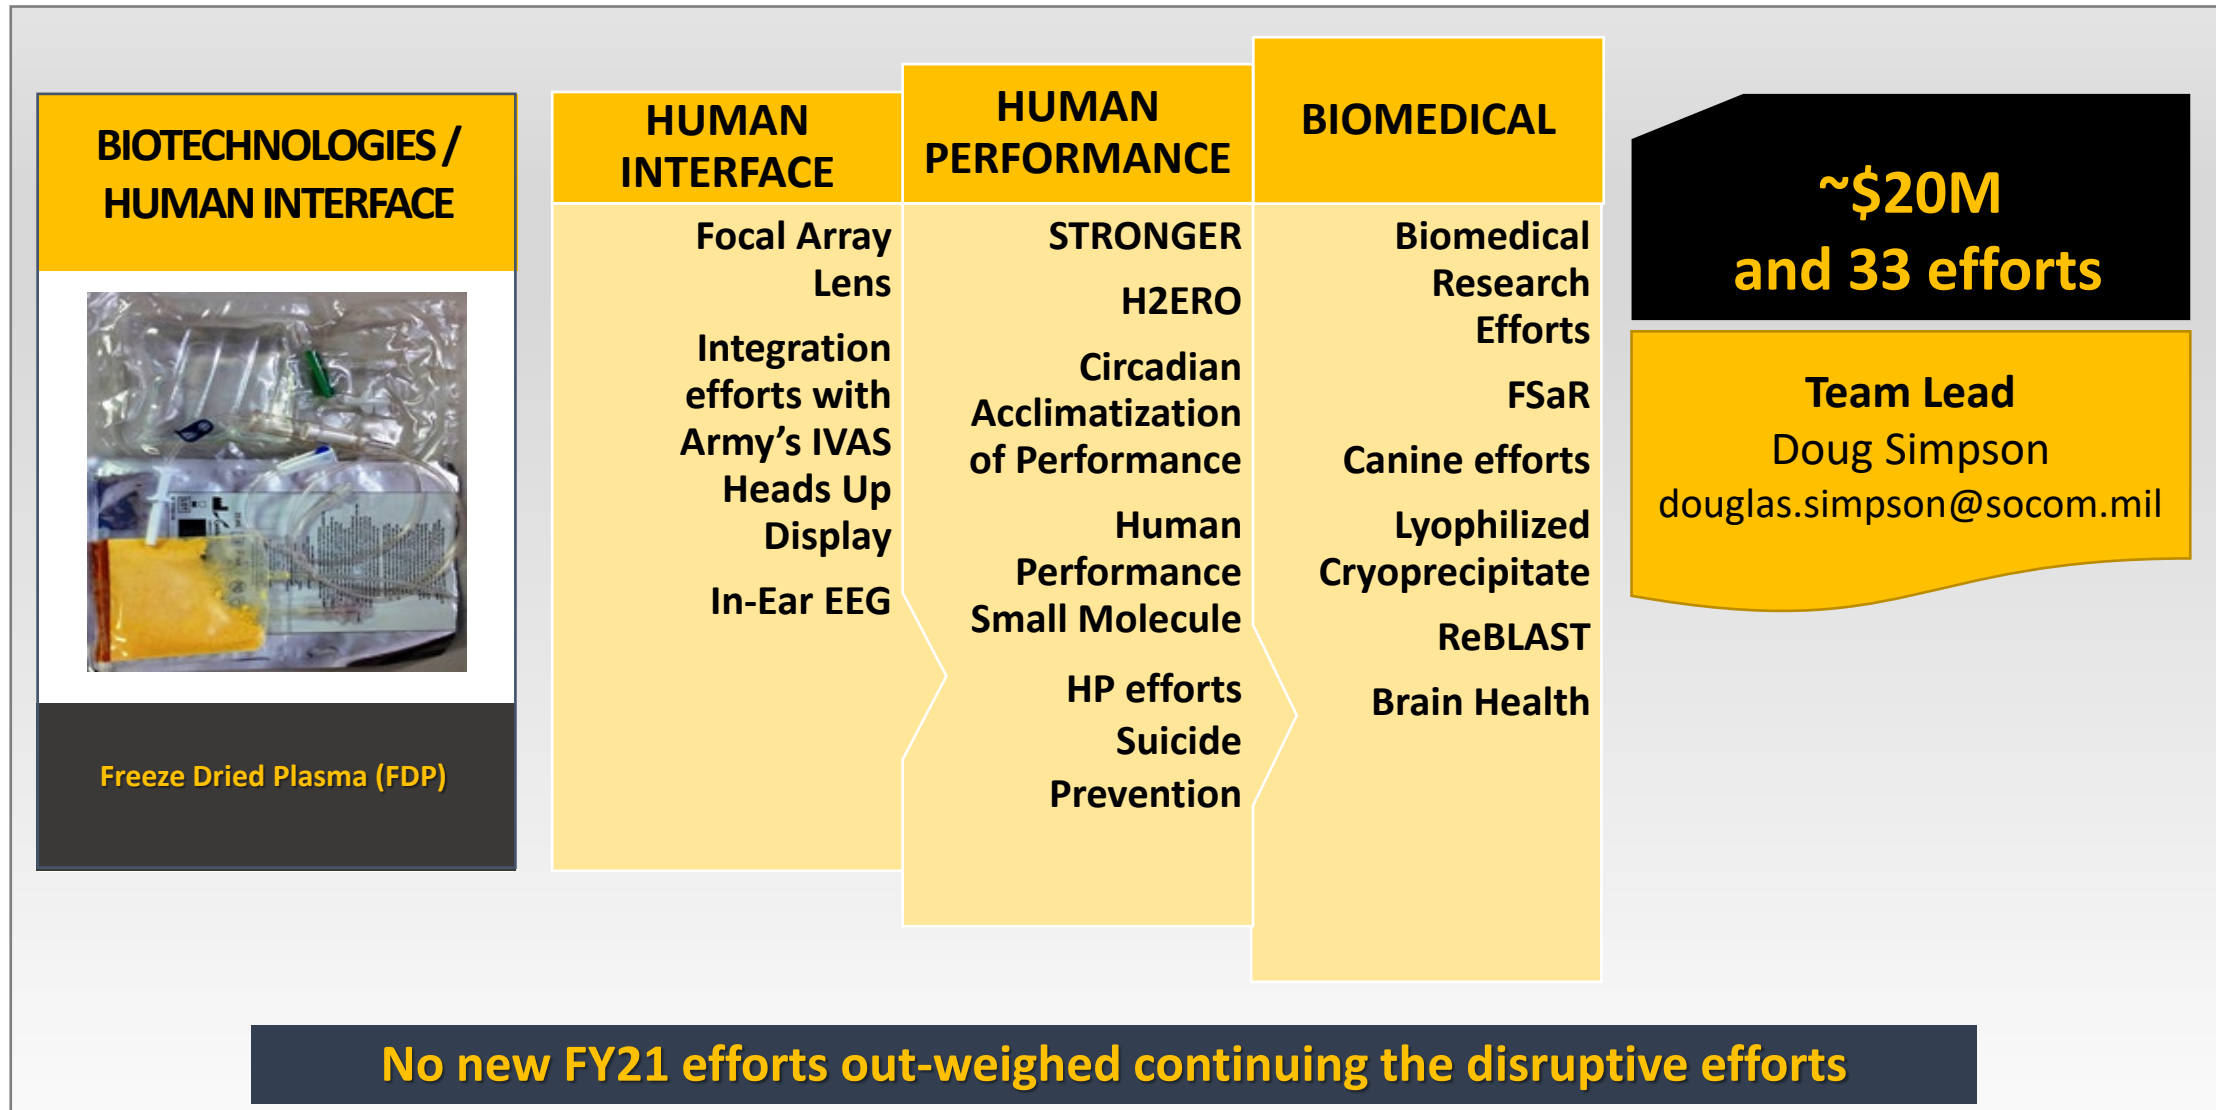 BIOTECHNOLOGIES /
HUMAN INTERFACE
Freeze Dried Plasma (FDP)
HUMAN
INTERFACE
Focal Array
Lens
Integration
efforts with
Army’s IVAS
Heads Up
Display
In-Ear EEG
HUMAN
PERFORMANCE
STRONGER
H2ERO
Circadian
Acclimatization
of Performance
Human
Performance
Small Molecule
HP efforts
Suicide
Prevention
BIOMEDICAL
Biomedical
Research
Efforts
FSaR
Canine efforts
Lyophilized
Cryoprecipitate
ReBLAST
Brain Health
~$20M
and 33 efforts
Team Lead
Doug Simpson
douglas.simpson@socom.mil
No new FY21 efforts out-weighed continuing the disruptive efforts